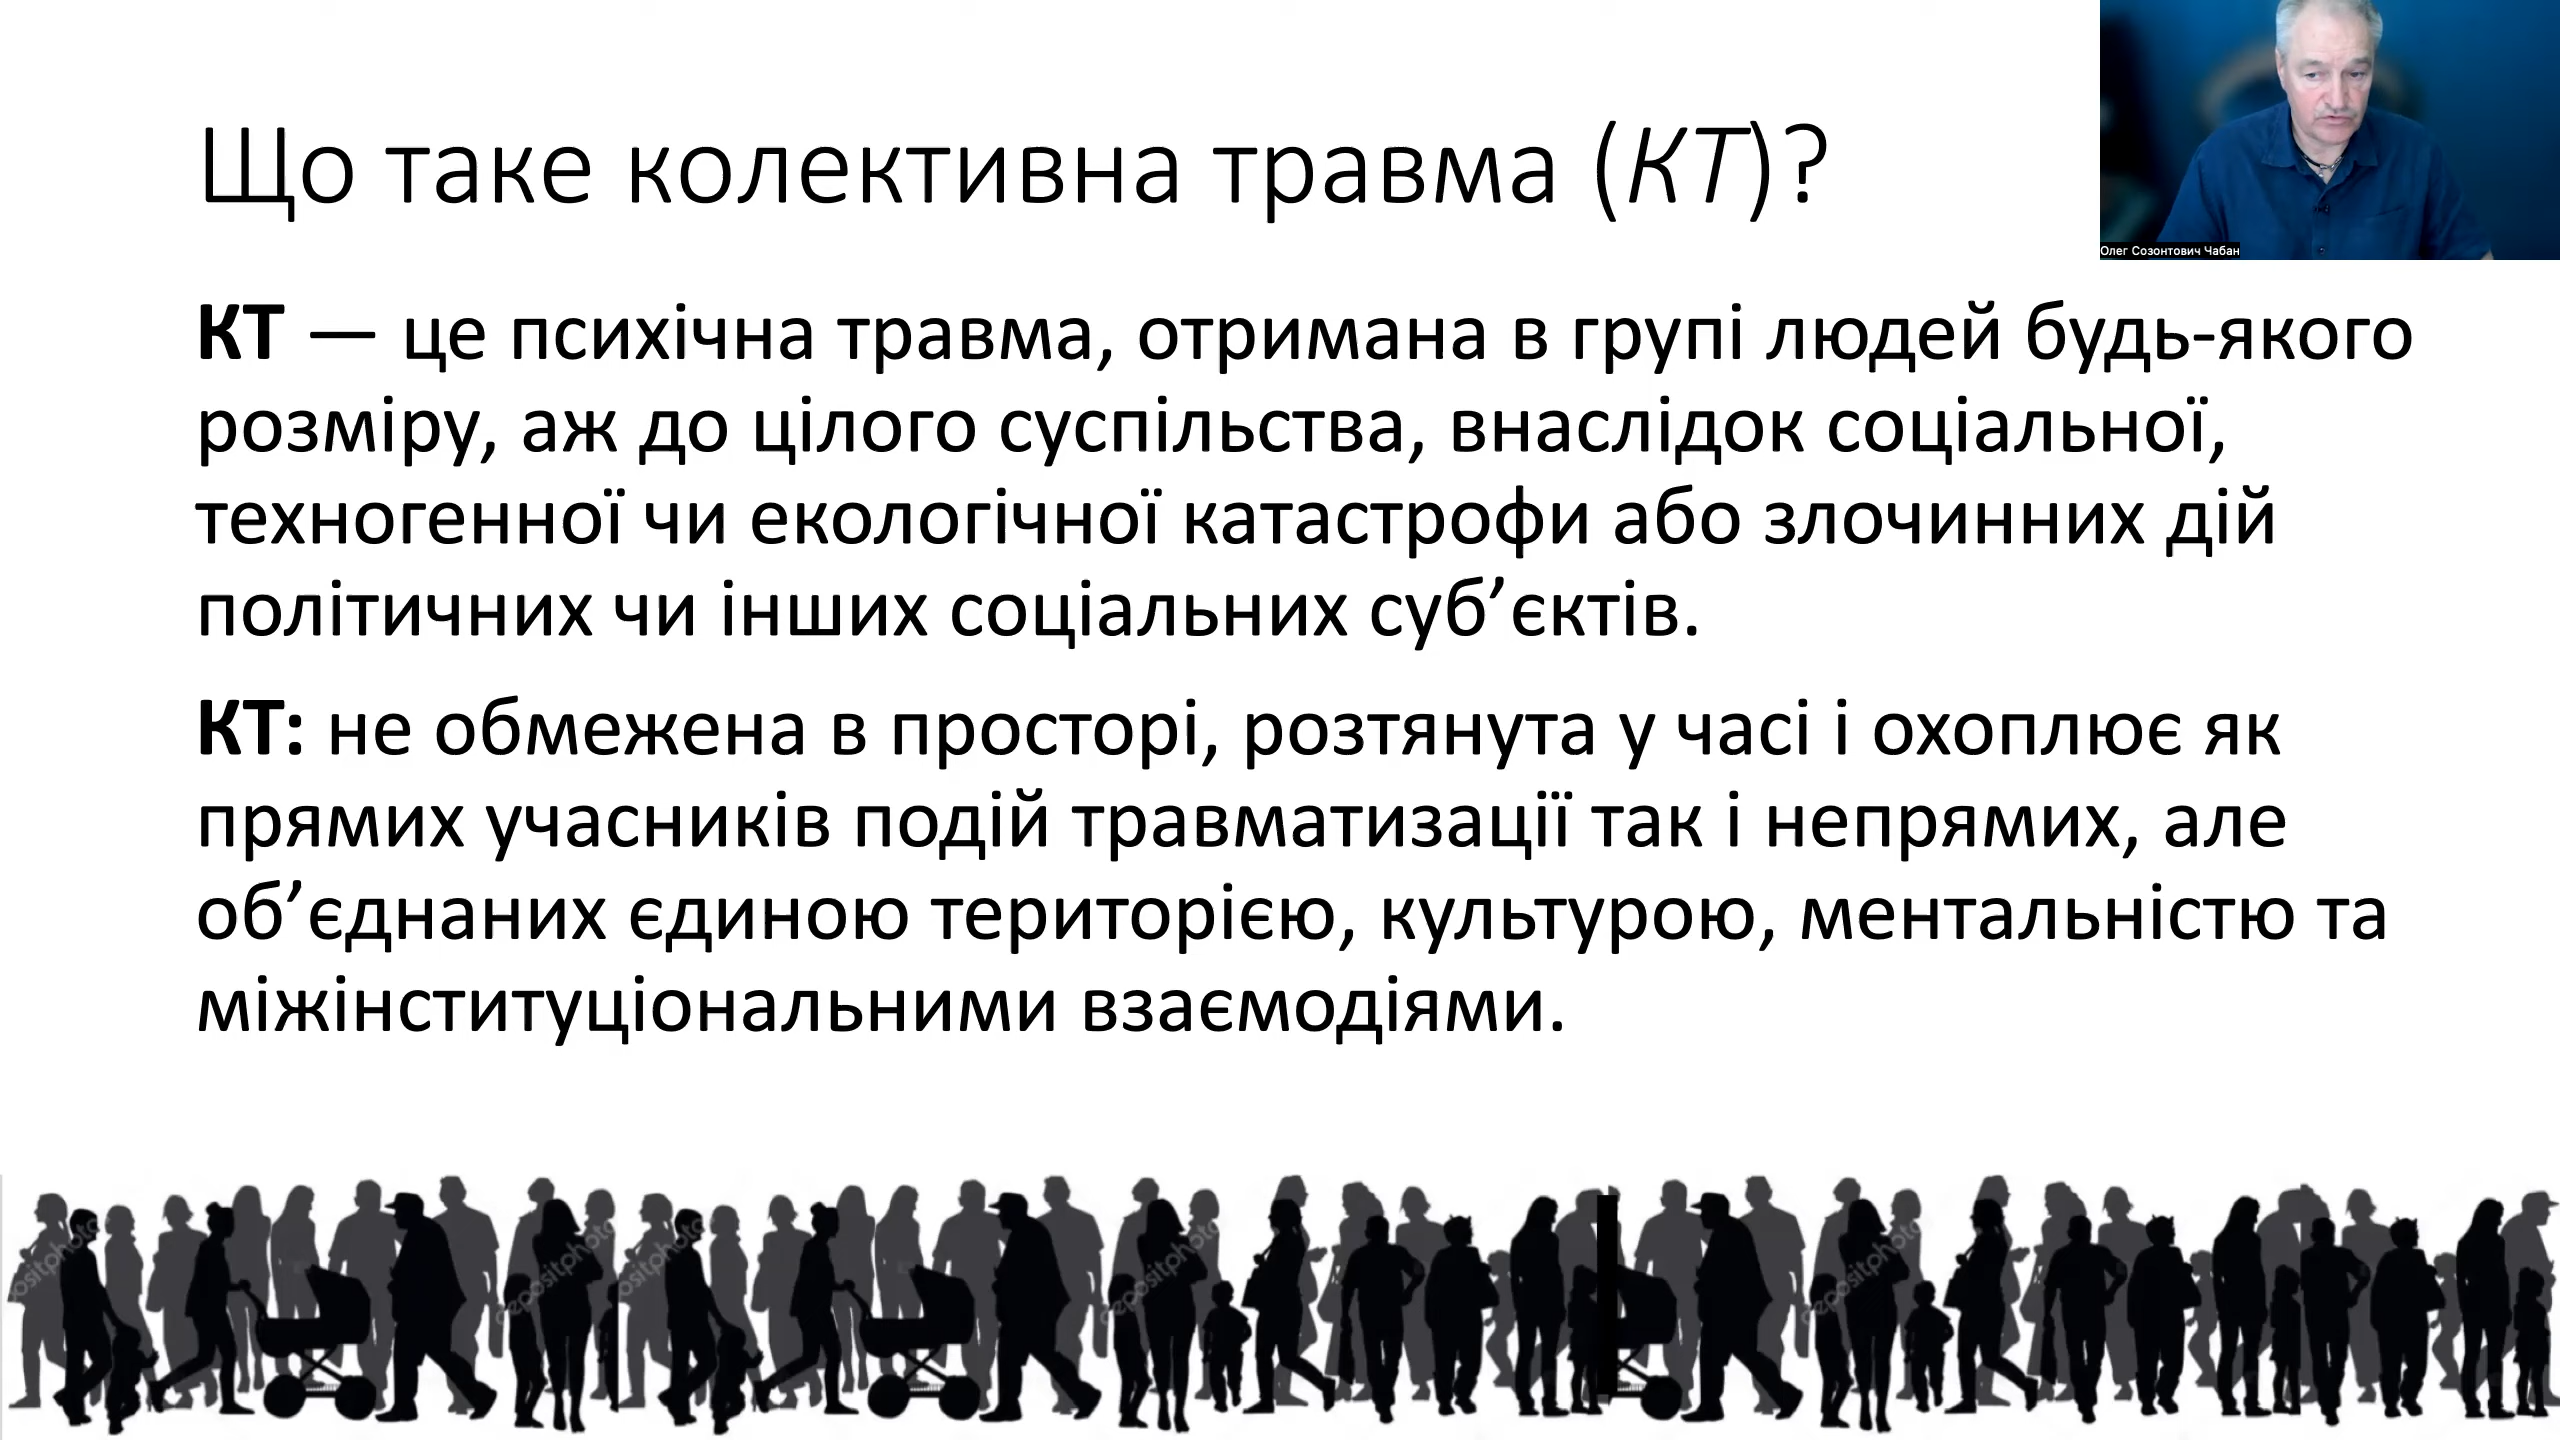 Що таке колективна травма (КТ)?
Олег Созонтович Чабан
КТ — це психічна травма, отримана в групі людей будь-якого
розміру, аж до цілого суспільства, внаслідок соціальної,
техногенної чи екологічної катастрофи або злочинних дій
політичних чи інших соціальних суб’єктів.
КТ: не обмежена в просторі, розтянута у часі і охоплює як
прямих учасників подій травматизації так і непрямих, але
об’єднаних єдиною територією, культурою, ментальністю та
міжінституціональними взаємодіями.
depositphotos